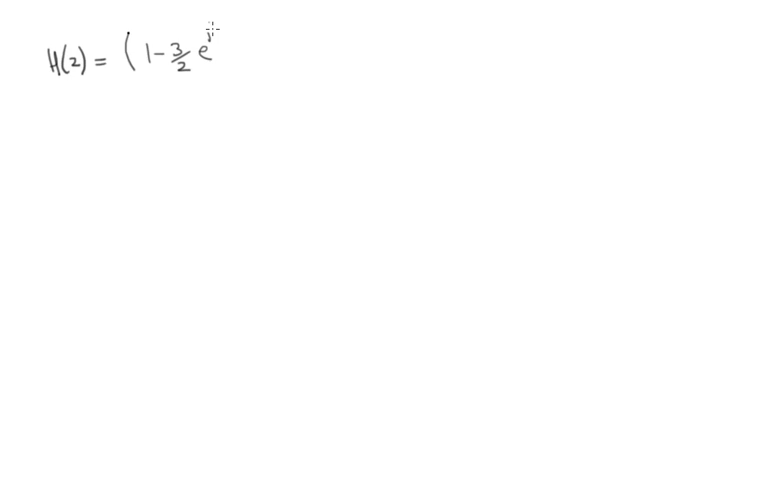 H(z) = ( 1 - 3/2 e^j